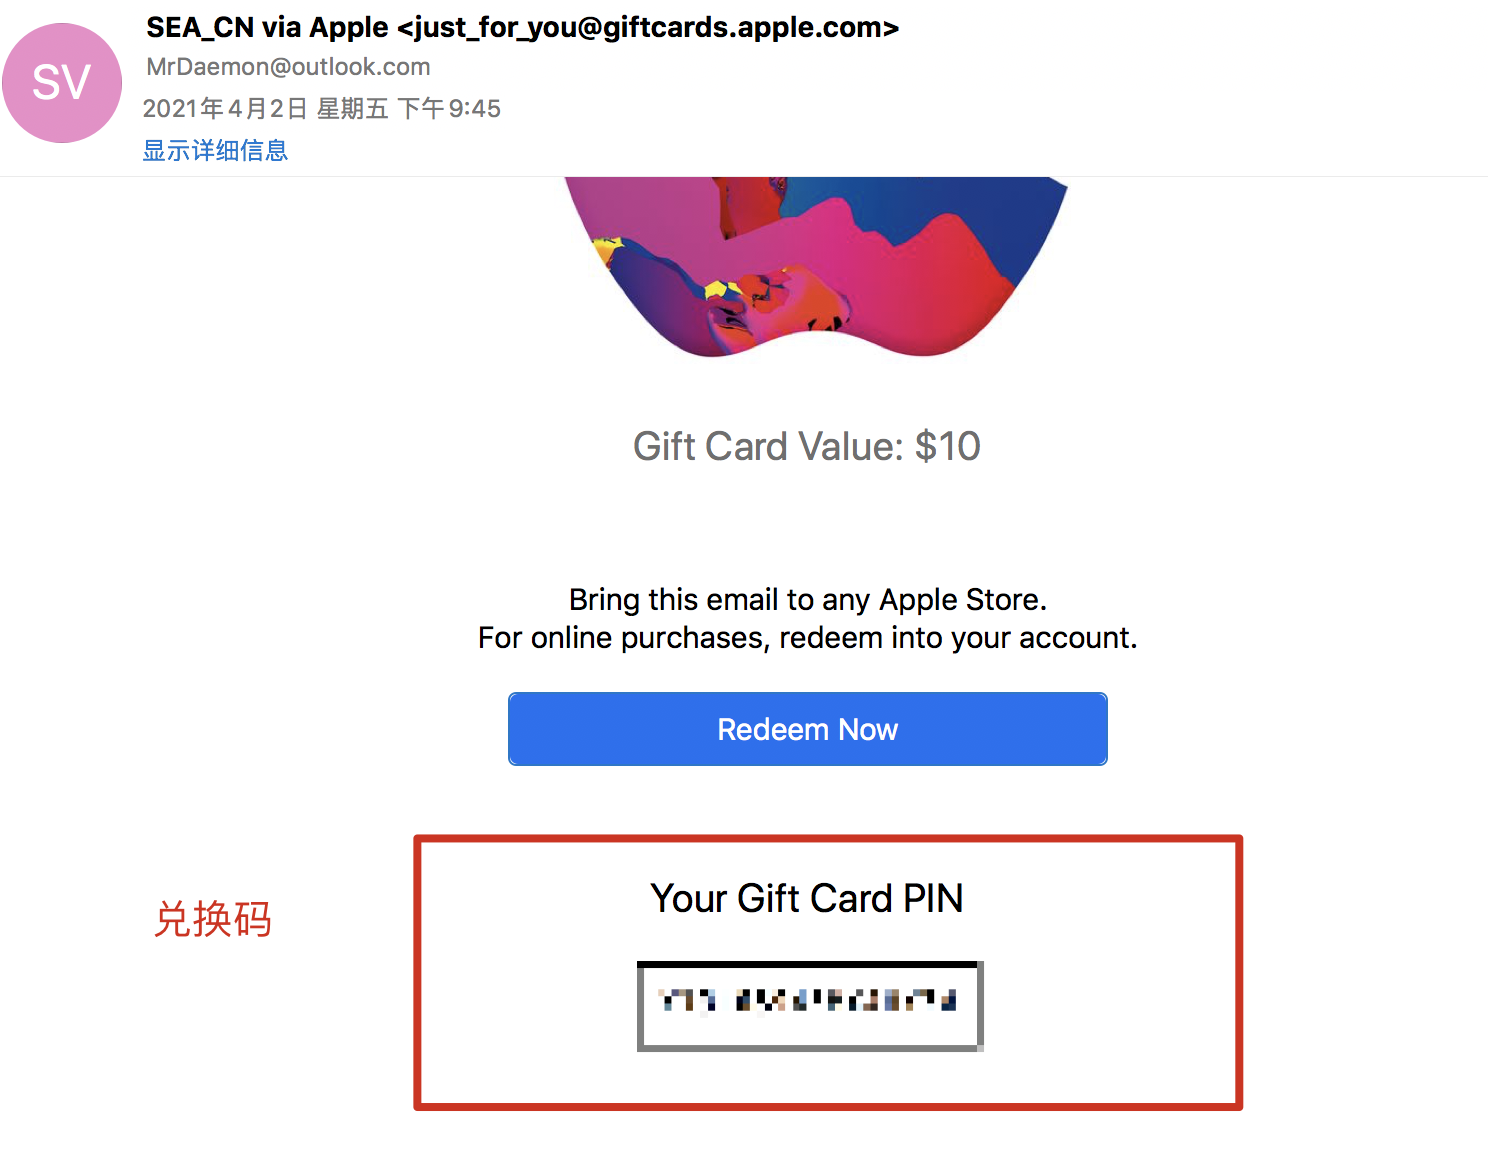 SV
SEA_CN via Apple <just_for_you@giftcards.apple.com>
MrDaemon@outlook.com
2021年4月2日 星期五 下午9:45
显示详细信息
Gift Card Value: $10
Bring this email to any Apple Store.
For online purchases, redeem into your account.
Redeem Now
兑换码
Your Gift Card PIN